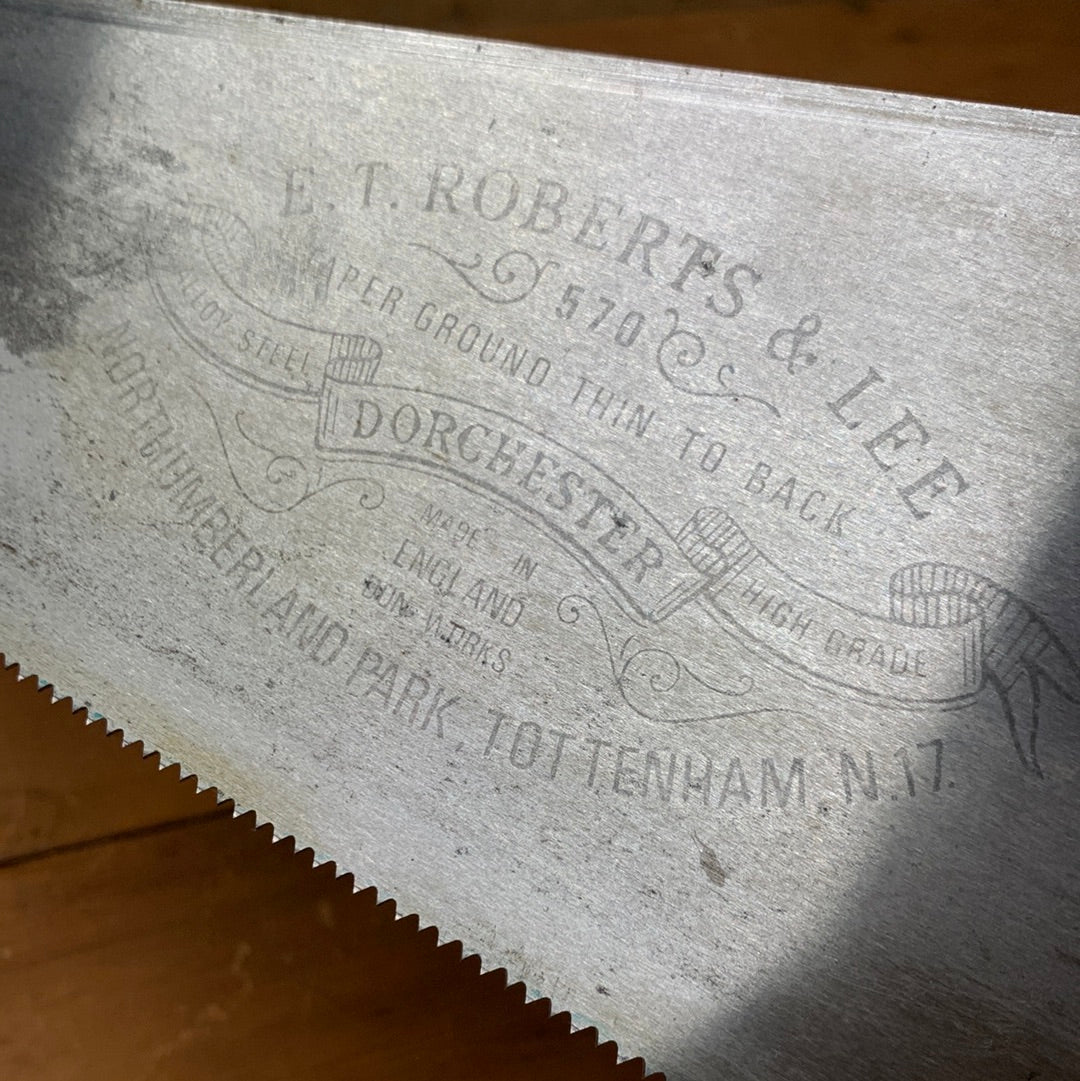 E. T. ROBERTS & LEE
570
TAPER GROUND THIN TO BACK
ALLOY STEEL
DORCHESTER
HIGH GRADE
MADE IN
ENGLAND
DUN WORKS
NORTHUMBERLAND PARK, TOTTENHAM N.17.